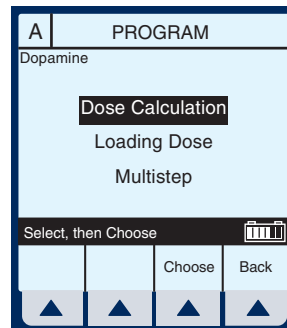 A PROGRAM
Dopamine
Dose Calculation
Loading Dose
Multistep
Select, then Choose
Choose Back